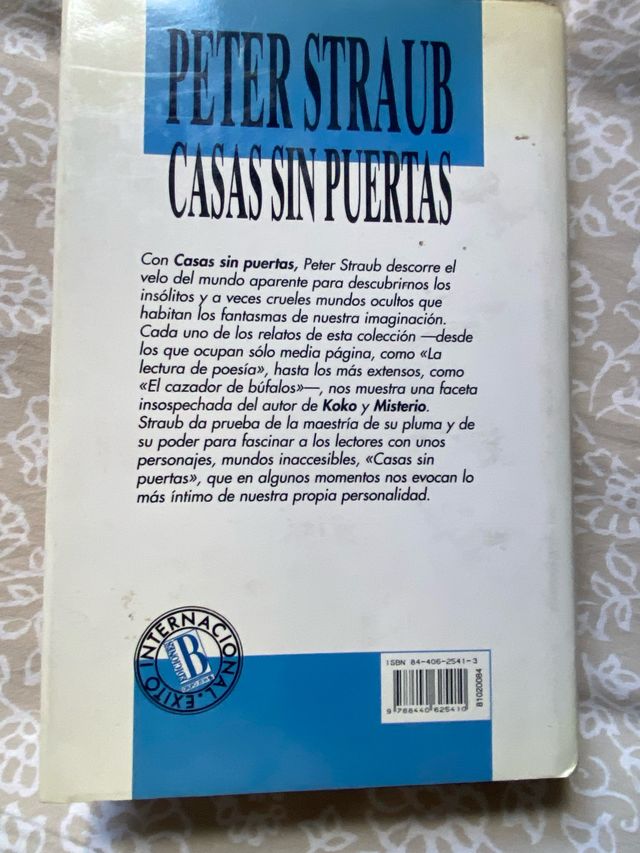 PETER STRAUB
CASAS SIN PUERTAS
Con Casas sin puertas, Peter Straub descorre el
velo del mundo aparente para descubrirnos los
insólitos y a veces crueles mundos ocultos que
habitan los fantasmas de nuestra imaginación.
Cada uno de los relatos de esta colección —desde
los que ocupan sólo media página, como «La
lectura de poesía», hasta los más extensos, como
«El cazador de búfalos»—, nos muestra una faceta
insospechada del autor de Koko y Misterio.
Straub da prueba de la maestría de su pluma y de
su poder para fascinar a los lectores con unos
personajes, mundos inaccesibles, «Casas sin
puertas», que en algunos momentos nos evocan lo
más íntimo de nuestra propia personalidad.
EXITO INTERNACIONAL
EDICIONES
B
ISBN 84-406-2541-3
9 788440 625410
81020084